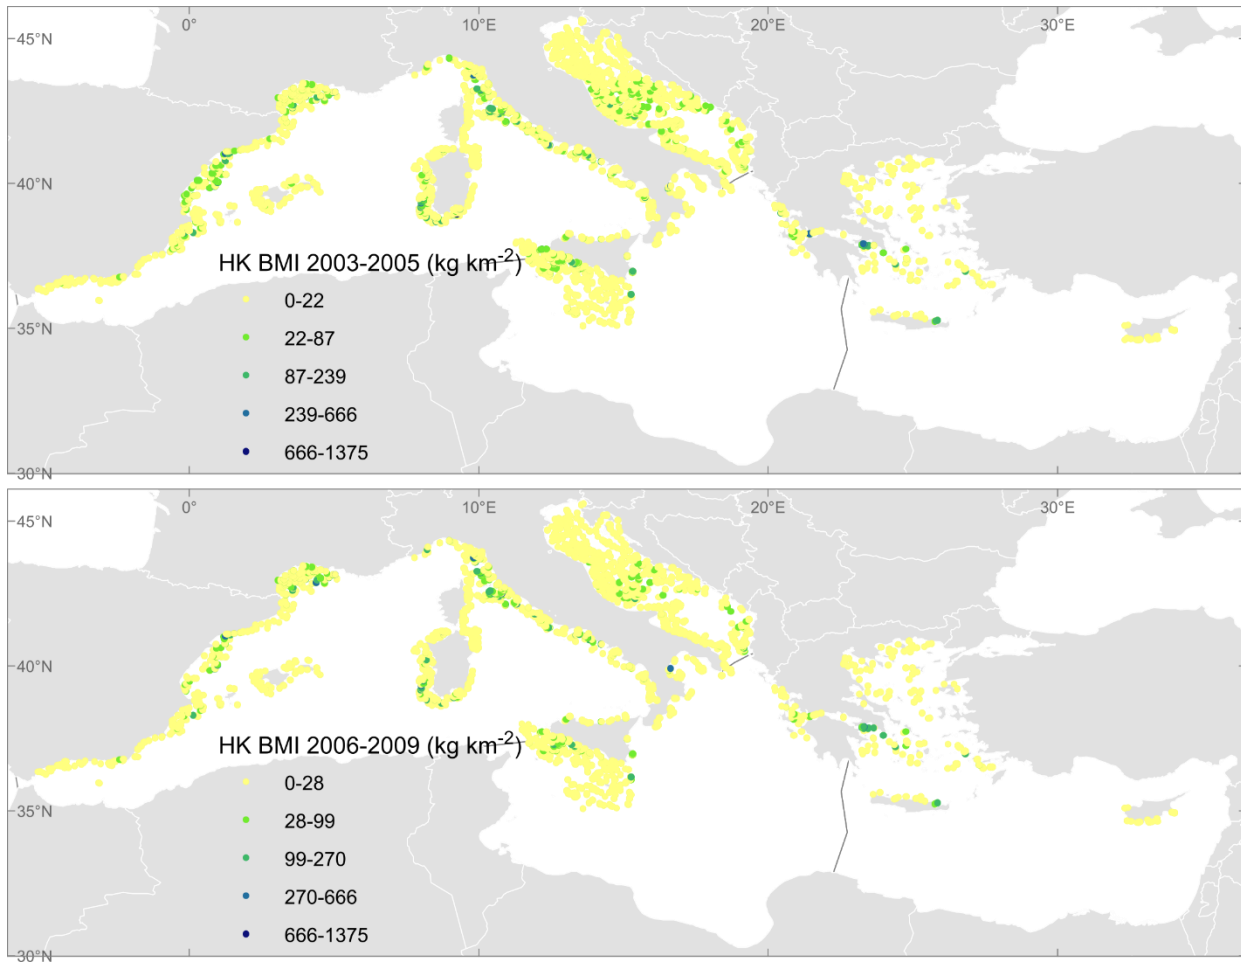 0° 10°E 20°E 30°E
45°N
40°N
HK BMI 2003-2005 (kg km-2)
0-22
35°N
22-87
87-239
239-666
666-1375
30°N
0° 10°E 20°E 30°E
45°N
40°N
HK BMI 2006-2009 (kg km-2)
0-28
35°N
28-99
99-270
270-666
666-1375
30°N